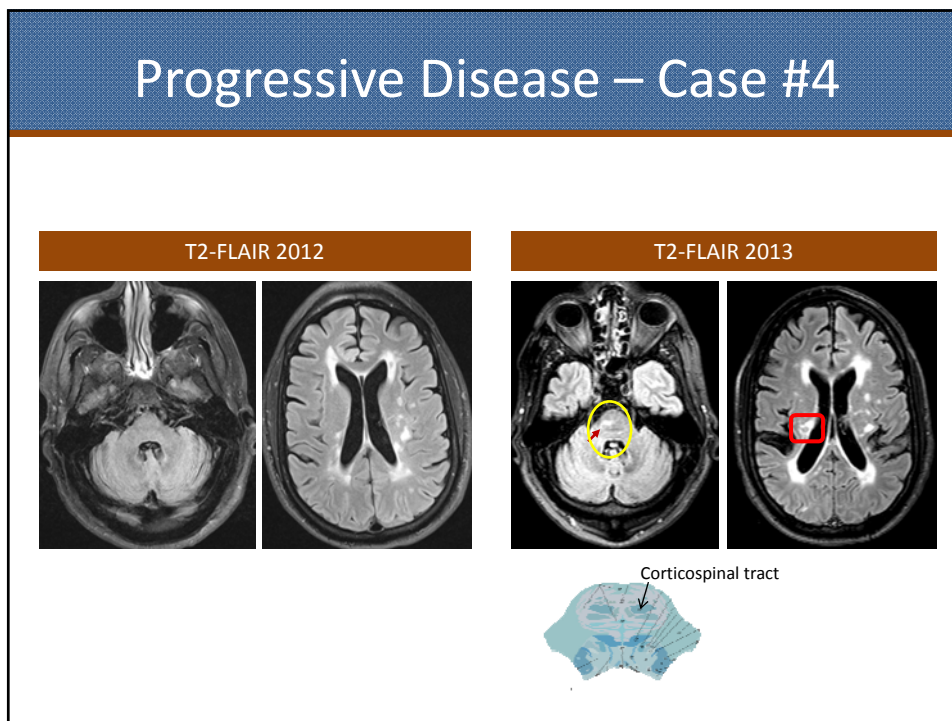 Progressive Disease – Case #4
T2-FLAIR 2012
T2-FLAIR 2013
Corticospinal tract